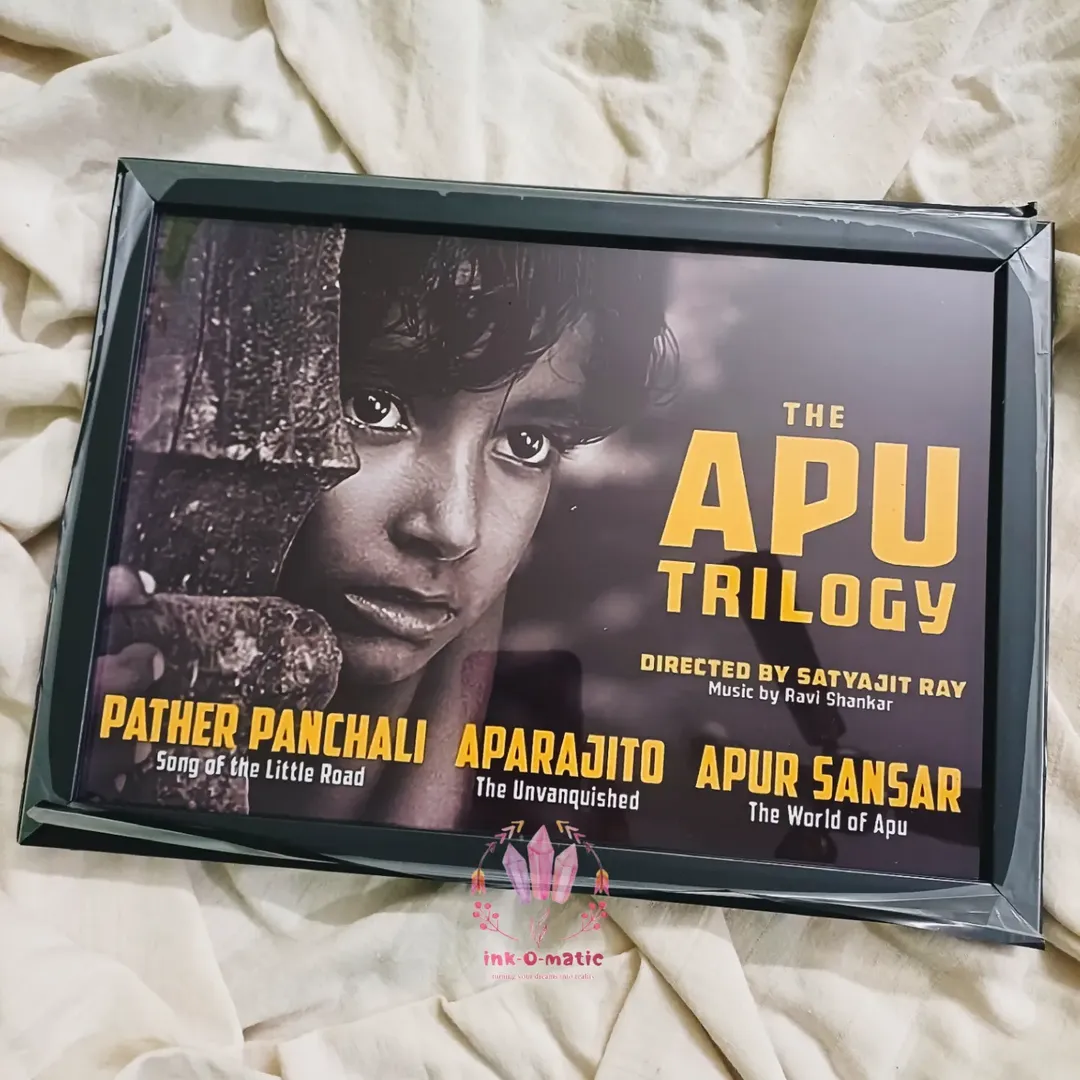 THE
APU
TRILOGY
DIRECTED BY SATYAJIT RAY
Music by Ravi Shankar
PATHER PANCHALI
Song of the Little Road
APARAJITO
The Unvanquished
APUR SANSAR
The World of Apu
ink-O-matic